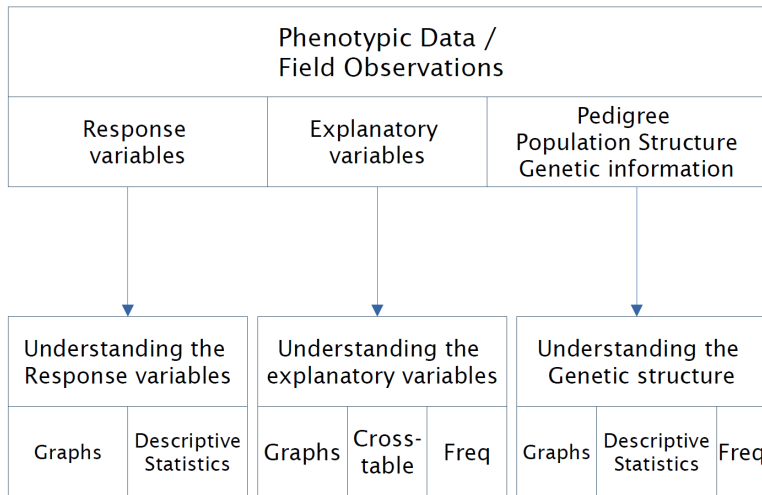 Phenotypic Data /
Field Observations
Response
variables
Explanatory
variables
Pedigree
Population Structure
Genetic information
Understanding the
Response variables
Understanding the
explanatory variables
Understanding the
Genetic structure
Graphs
Descriptive
Statistics
Graphs
Cross-
table
Freq
Graphs
Descriptive
Statistics
Freq